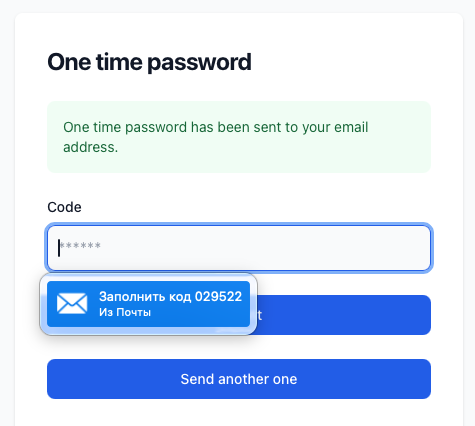 One time password
One time password has been sent to your email
address.
Code
******
Заполнить код 029522
Из Почты
Send another one